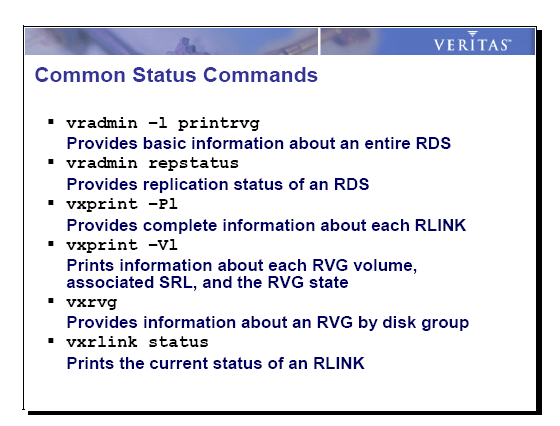 VERITAS™
Common Status Commands
▪ vradmin –l printrvg
Provides basic information about an entire RDS
▪ vradmin repstatus
Provides replication status of an RDS
▪ vxprint –Pl
Provides complete information about each RLINK
▪ vxprint –Vl
Prints information about each RVG volume,
associated SRL, and the RVG state
▪ vxrvg
Provides information about an RVG by disk group
▪ vxrlink status
Prints the current status of an RLINK